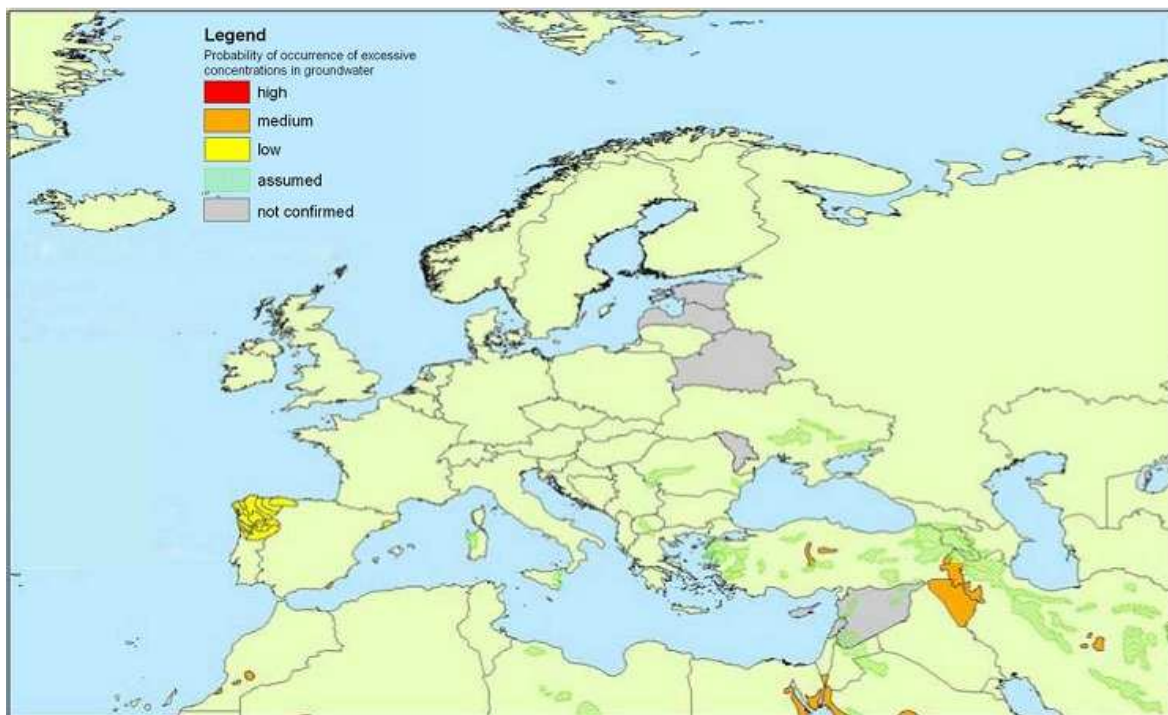 Legend
Probability of occurrence of excessive
concentrations in groundwater
high
medium
low
assumed
not confirmed